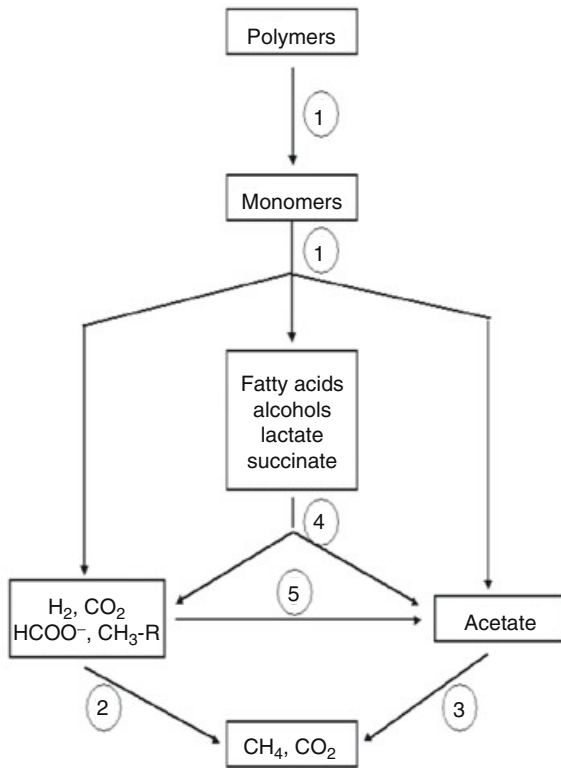 Polymers
1
Monomers
1
Fatty acids
alcohols
lactate
succinate
4
5
H₂, CO₂
HCOO⁻, CH₃-R
Acetate
2
3
CH₄, CO₂